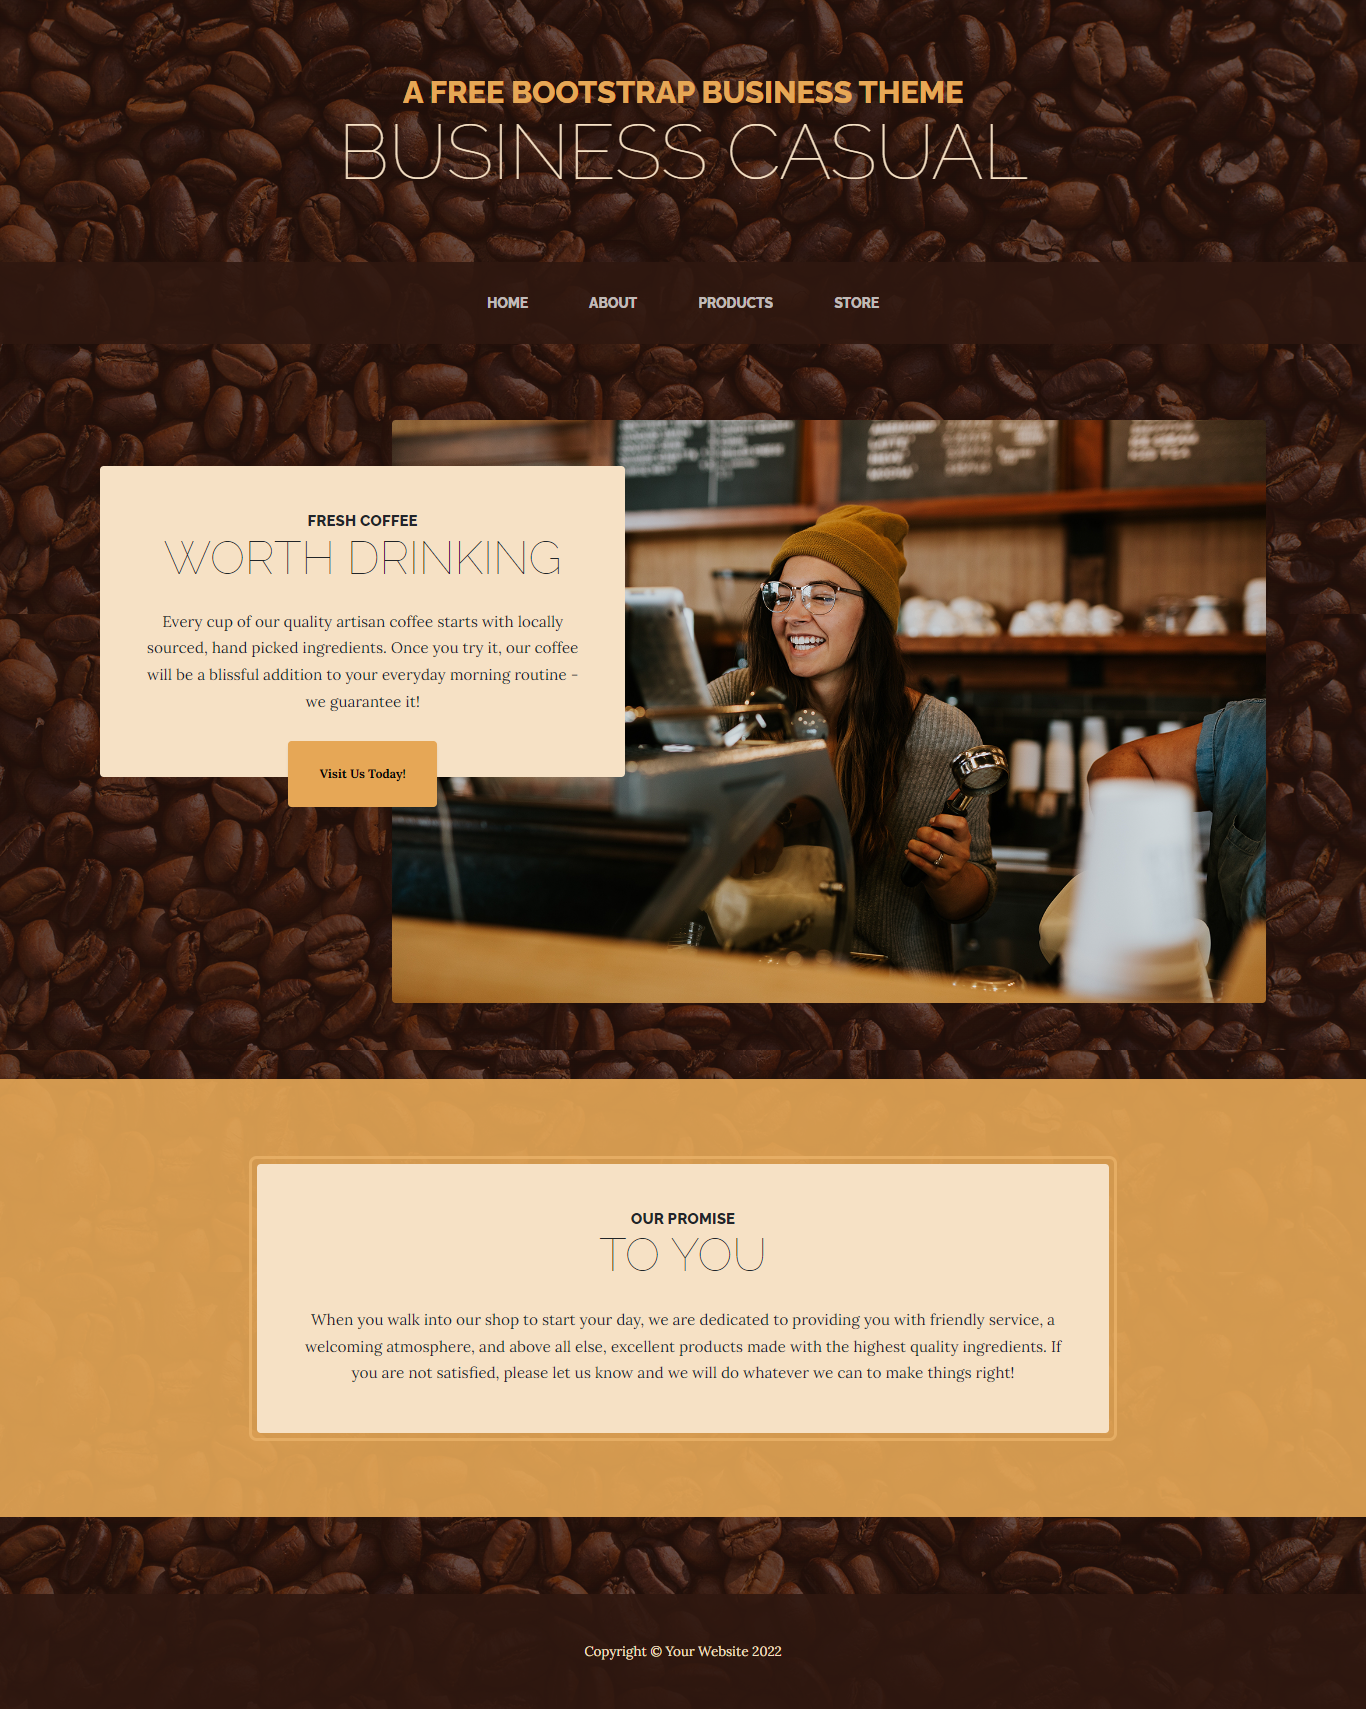 A FREE BOOTSTRAP BUSINESS THEME
BUSINESS CASUAL
HOME ABOUT PRODUCTS STORE
FRESH COFFEE
WORTH DRINKING
Every cup of our quality artisan coffee starts with locally
sourced, hand picked ingredients. Once you try it, our coffee
will be a blissful addition to your everyday morning routine -
we guarantee it!
Visit Us Today!
OUR PROMISE
TO YOU
When you walk into our shop to start your day, we are dedicated to providing you with friendly service, a
welcoming atmosphere, and above all else, excellent products made with the highest quality ingredients. If
you are not satisfied, please let us know and we will do whatever we can to make things right!
Copyright © Your Website 2022